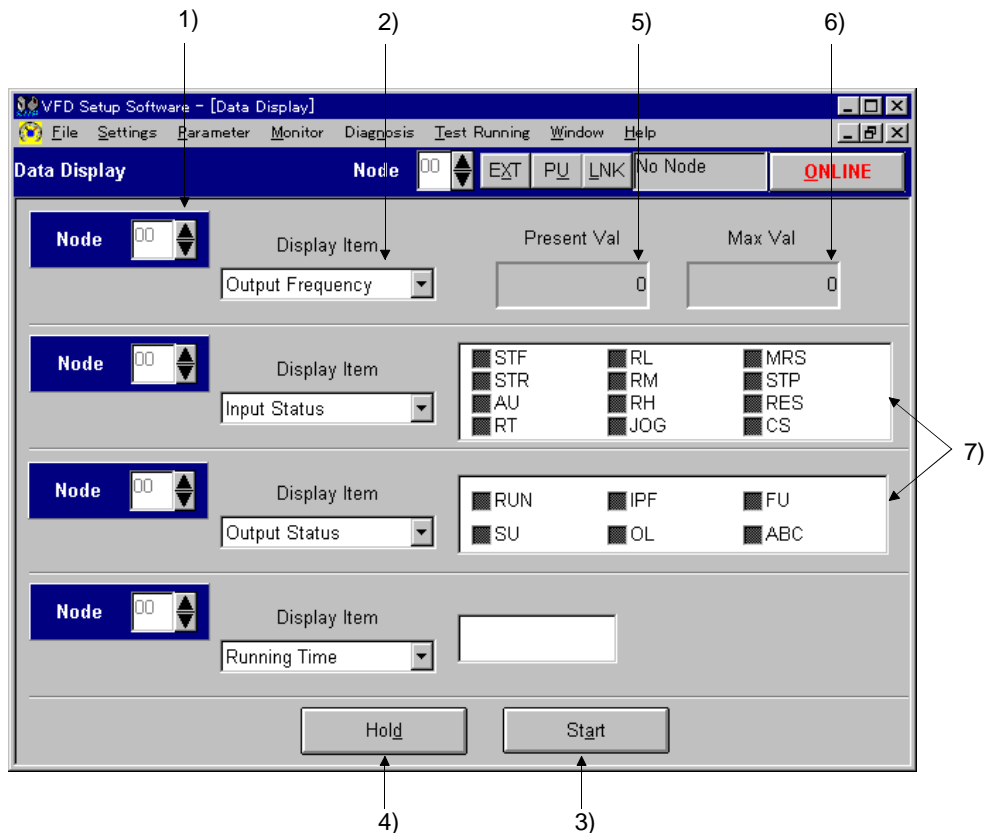 1) 2) 5) 6)
VFD Setup Software - [Data Display]
File Settings Parameter Monitor Diagnosis Test Running Window Help
Data Display Node 00 EXT PU LNK No Node ONLINE
Node 00 Display Item Present Val Max Val
Output Frequency 0 0
Node 00 Display Item
Input Status
STF RL MRS
STR RM STP
AU RH RES
RT JOG CS
7)
Node 00 Display Item
Output Status
RUN IPF FU
SU OL ABC
Node 00 Display Item
Running Time
Hold Start
4) 3)